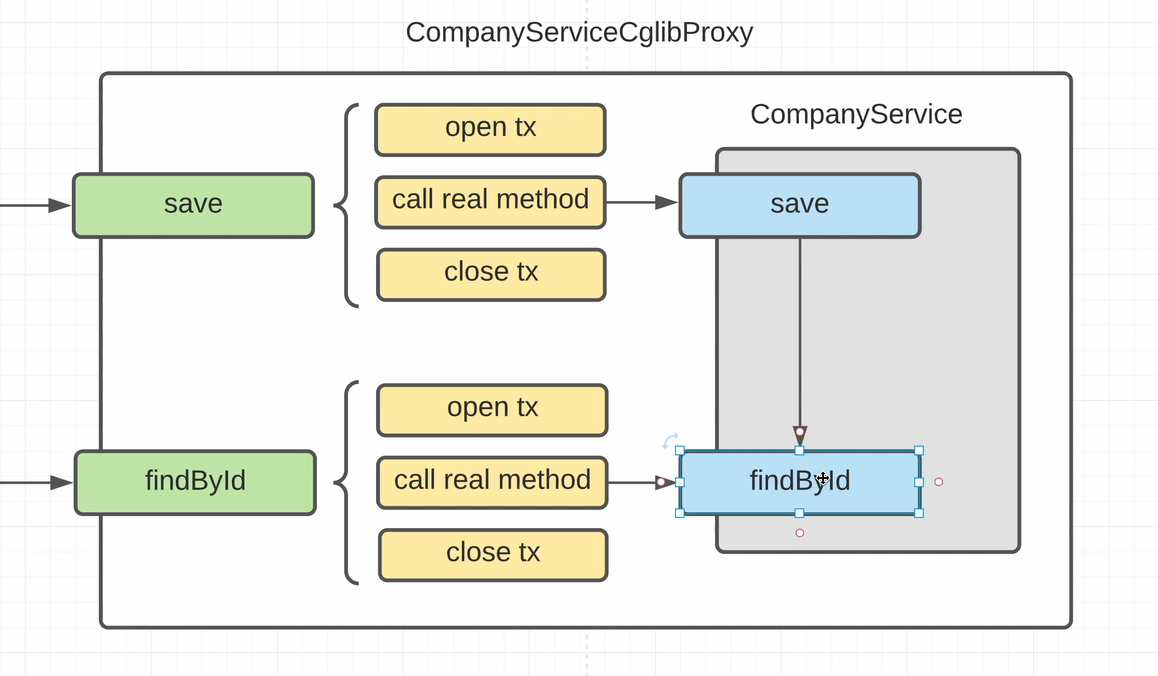 CompanyServiceCglibProxy
CompanyService
open tx
save
call real method
save
close tx
open tx
findById
call real method
findById
close tx